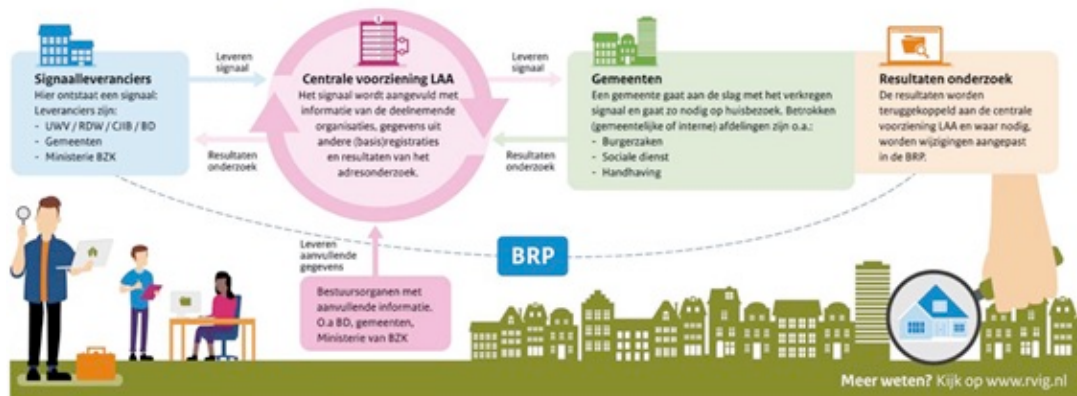 Signaalleveranciers
Hier ontstaat een signaal:
Leveranciers zijn:
- UWV / RDW / CJIB / BD
- Gemeenten
- Ministerie BZK
Leveren
signaal
Resultaten
onderzoek
Centrale voorziening LAA
Het signaal wordt aangevuld met
informatie van de deelnemende
organisaties, gegevens uit
andere (basis)registraties
en resultaten van het
adresonderzoek.
Leveren
signaal
Resultaten
onderzoek
Gemeenten
Een gemeente gaat aan de slag met het verkregen
signaal en gaat zo nodig op huisbezoek. Betrokken
(gemeentelijke of interne) afdelingen zijn o.a.:
- Burgerzaken
- Sociale dienst
- Handhaving
Resultaten onderzoek
De resultaten worden
teruggekoppeld aan de centrale
voorziening LAA en waar nodig,
worden wijzigingen aangepast
in de BRP.
Leveren
aanvullende
gegevens
BRP
Bestuursorganen met
aanvullende informatie.
O.a BD, gemeenten,
Ministerie van BZK
Meer weten? Kijk op www.rvig.nl